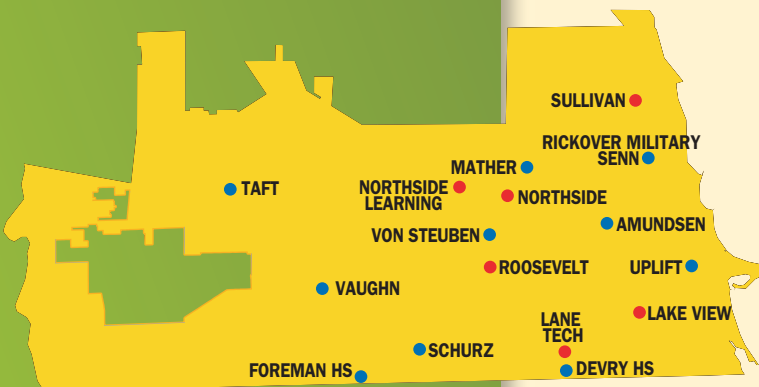 SULLIVAN
RICKOVER MILITARY
SENN
MATHER
TAFT
NORTHSIDE
LEARNING
NORTHSIDE
AMUNDSEN
VON STEUBEN
ROOSEVELT
UPLIFT
VAUGHN
LAKE VIEW
LANE
TECH
SCHURZ
FOREMAN HS
DEVRY HS